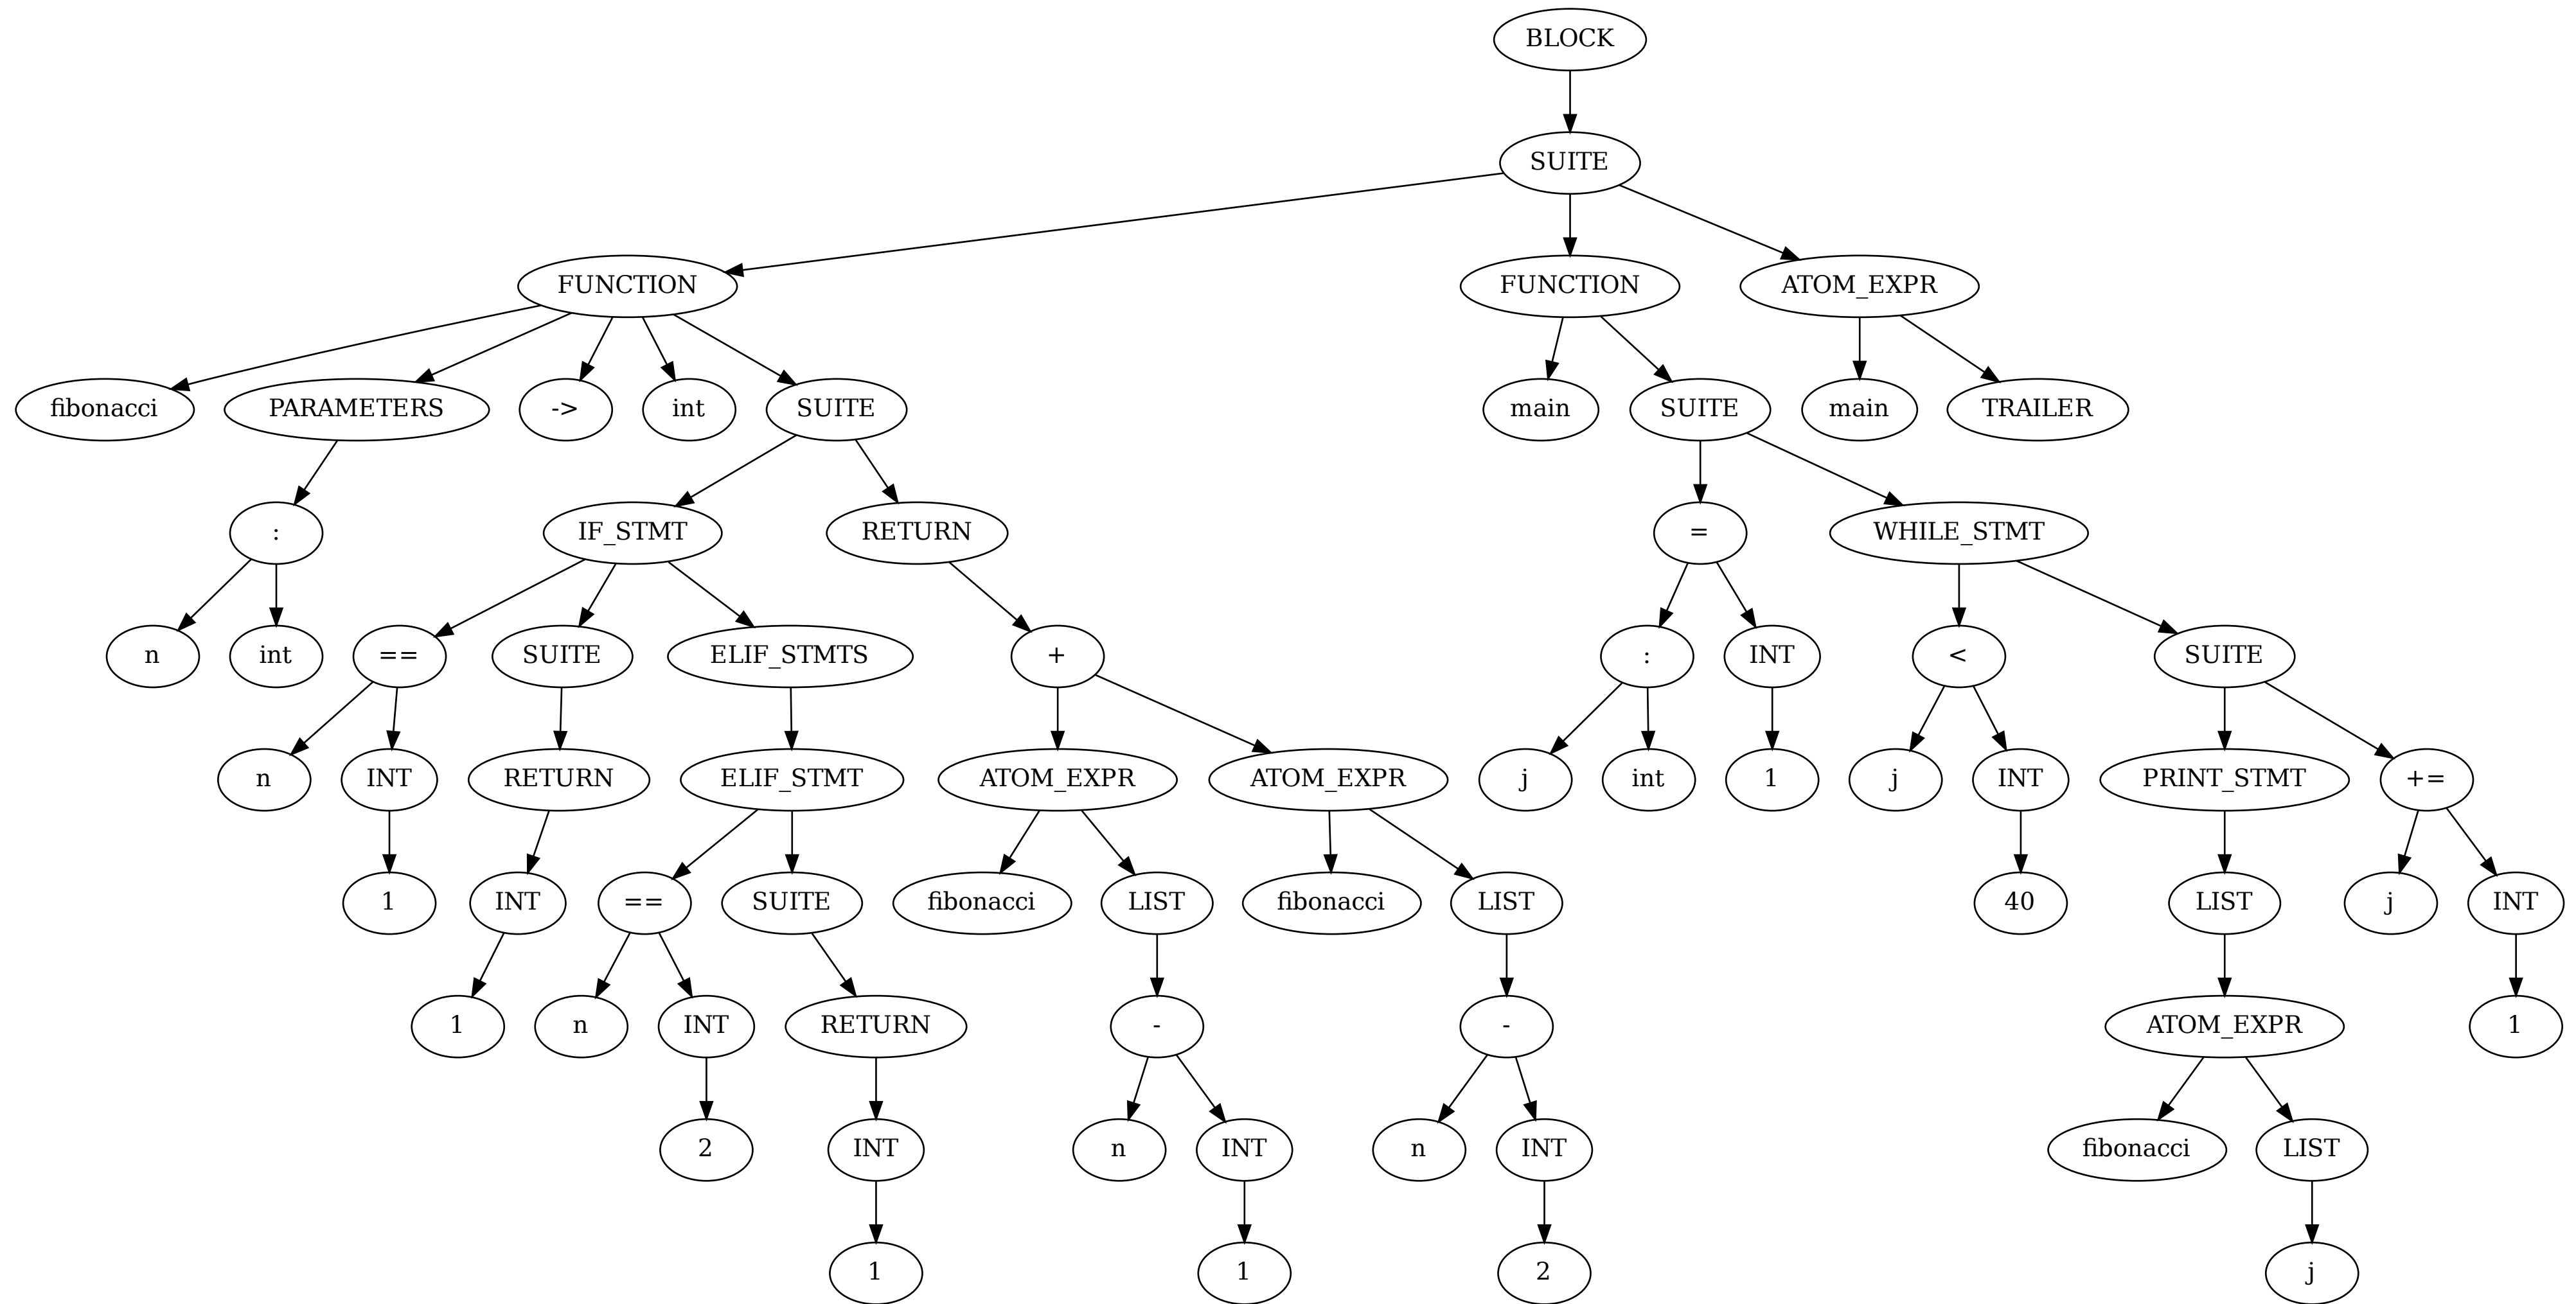 BLOCK
SUITE
FUNCTION FUNCTION ATOM_EXPR
fibonacci PARAMETERS -> int SUITE main SUITE main TRAILER
: IF_STMT RETURN = WHILE_STMT
n int == SUITE ELIF_STMTS + : INT < SUITE
n INT RETURN ELIF_STMT ATOM_EXPR ATOM_EXPR j int 1 j INT PRINT_STMT +=
1 INT == SUITE fibonacci LIST fibonacci LIST 40 LIST j INT
1 n INT RETURN - - ATOM_EXPR 1
2 INT n INT n INT fibonacci LIST
1 1 2 j